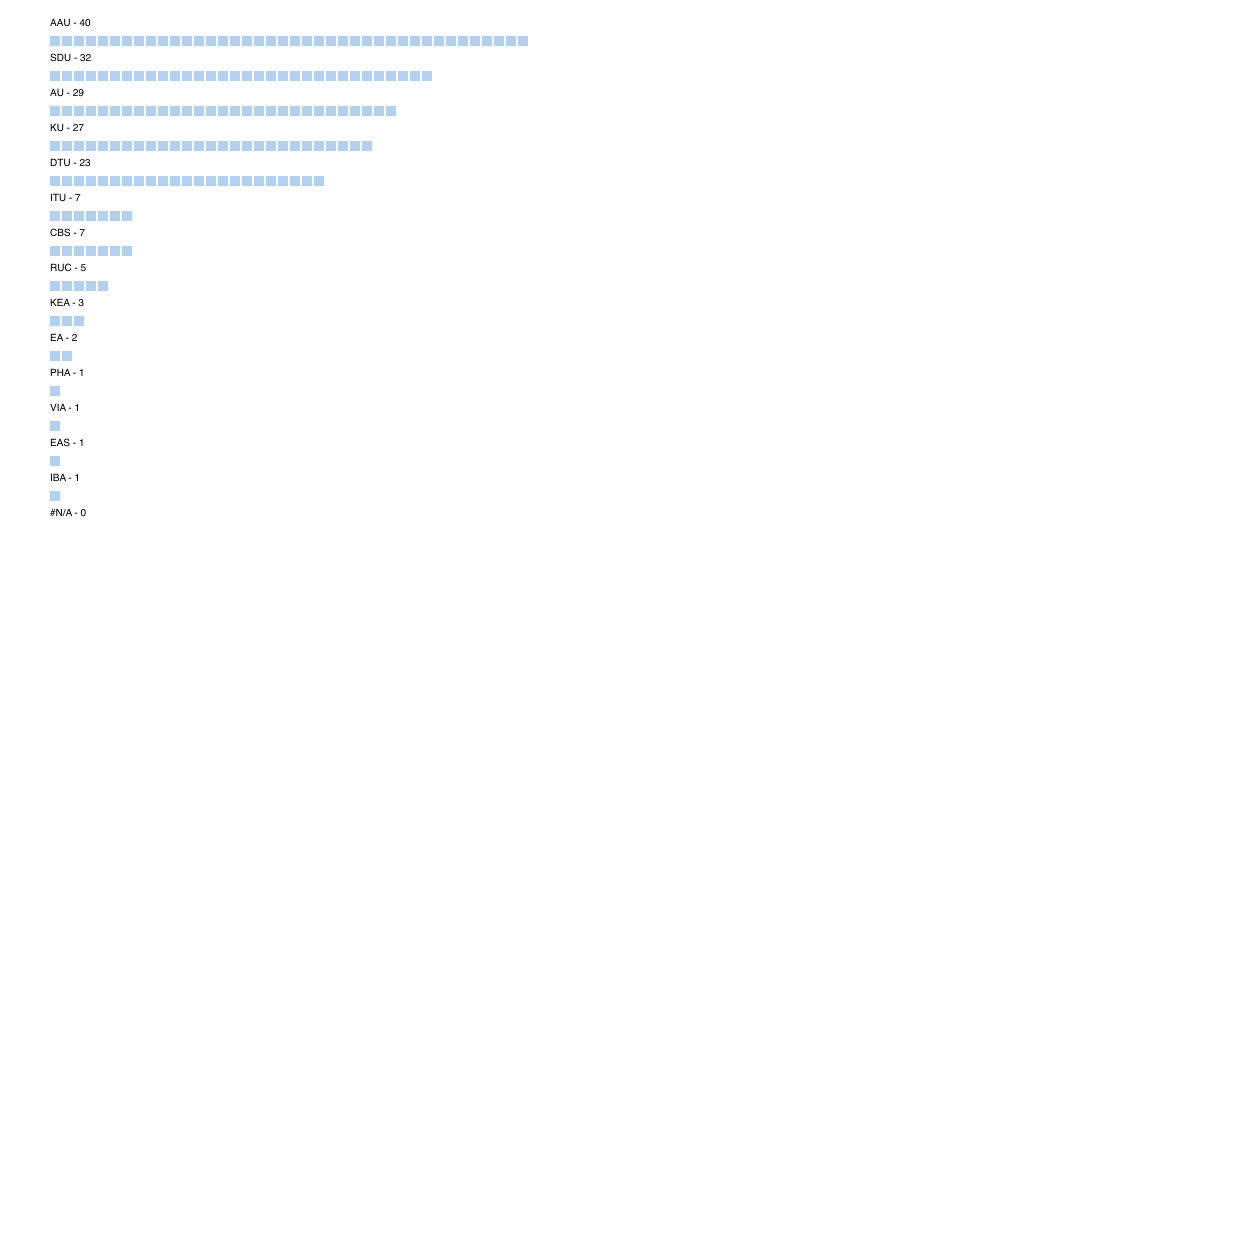 AAU - 40
SDU - 32
AU - 29
KU - 27
DTU - 23
ITU - 7
CBS - 7
RUC - 5
KEA - 3
EA - 2
PHA - 1
VIA - 1
EAS - 1
IBA - 1
#N/A - 0